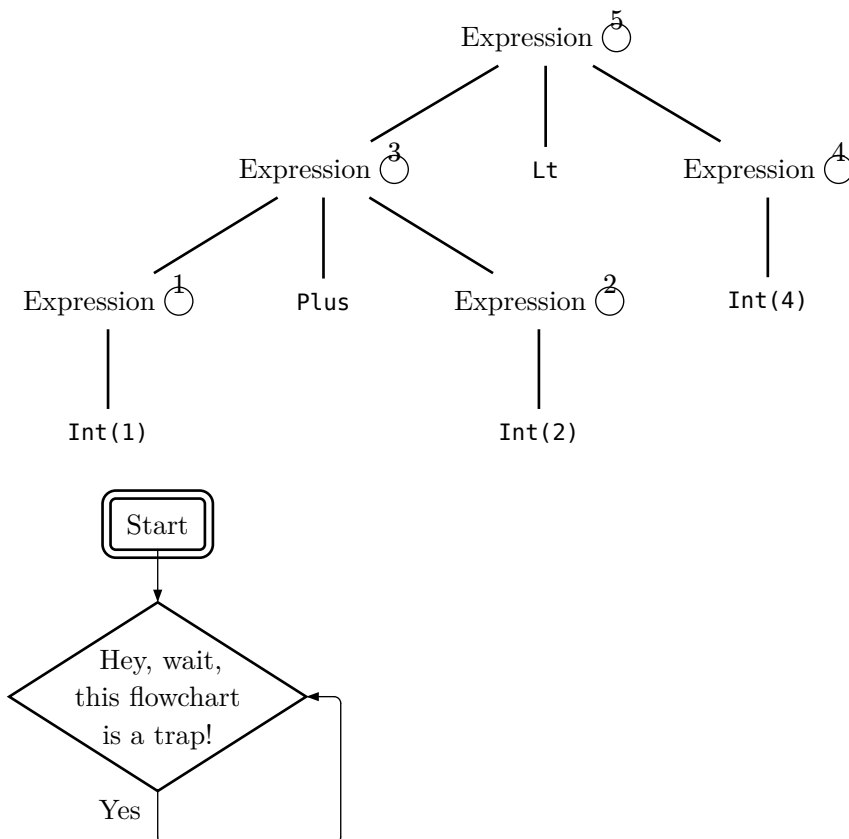 Expression 5
Expression 3 Lt Expression 4
Expression 1 Plus Expression 2 Int(4)
Int(1) Int(2)
Start
Hey, wait,
this flowchart
is a trap!
Yes